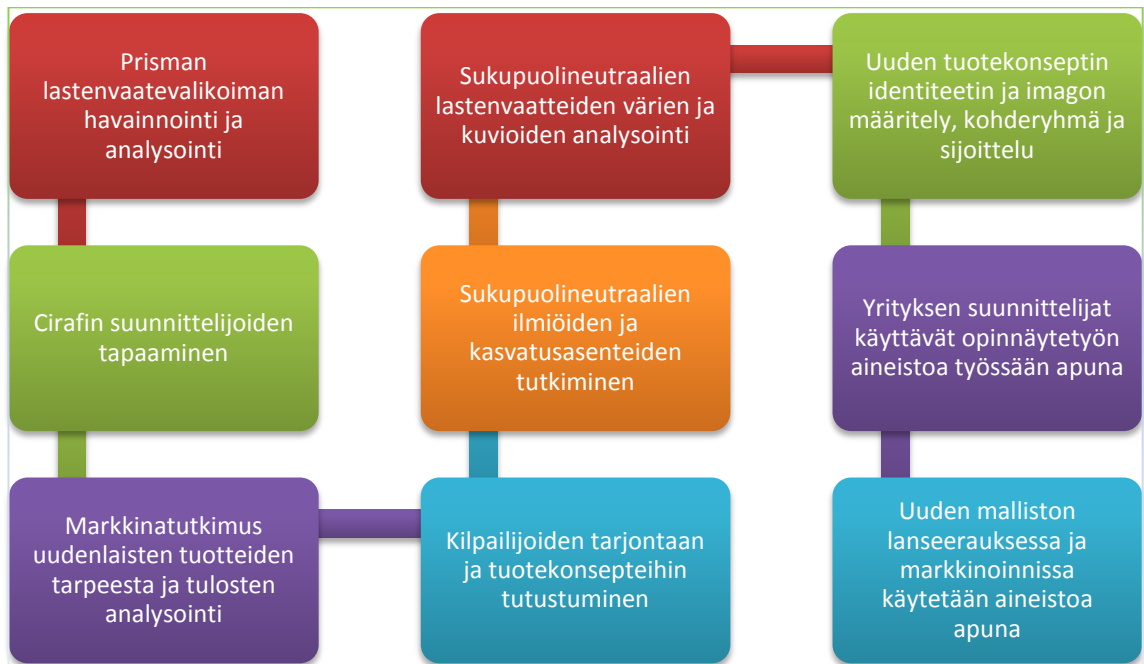 Prisman
lastenvaatevalikoiman
havainnointi ja
analysointi
Cirafin suunnittelijoiden
tapaaminen
Markkinatutkimus
uudenlaisten tuotteiden
tarpeesta ja tulosten
analysointi
Kilpailijoiden tarjontaan
ja tuotekonsepteihin
tutustuminen
Sukupuolineutraalien
ilmiöiden ja
kasvatusasenteiden
tutkiminen
Sukupuolineutraalien
lastenvaatteiden värien ja
kuvioiden analysointi
Uuden tuotekonseptin
identiteetin ja imagon
määritely, kohderyhmä ja
sijoittelu
Yrityksen suunnittelijat
käyttävät opinnäytetyön
aineistoa työssään apuna
Uuden malliston
lanseerauksessa ja
markkinoinnissa
käytetään aineistoa
apuna